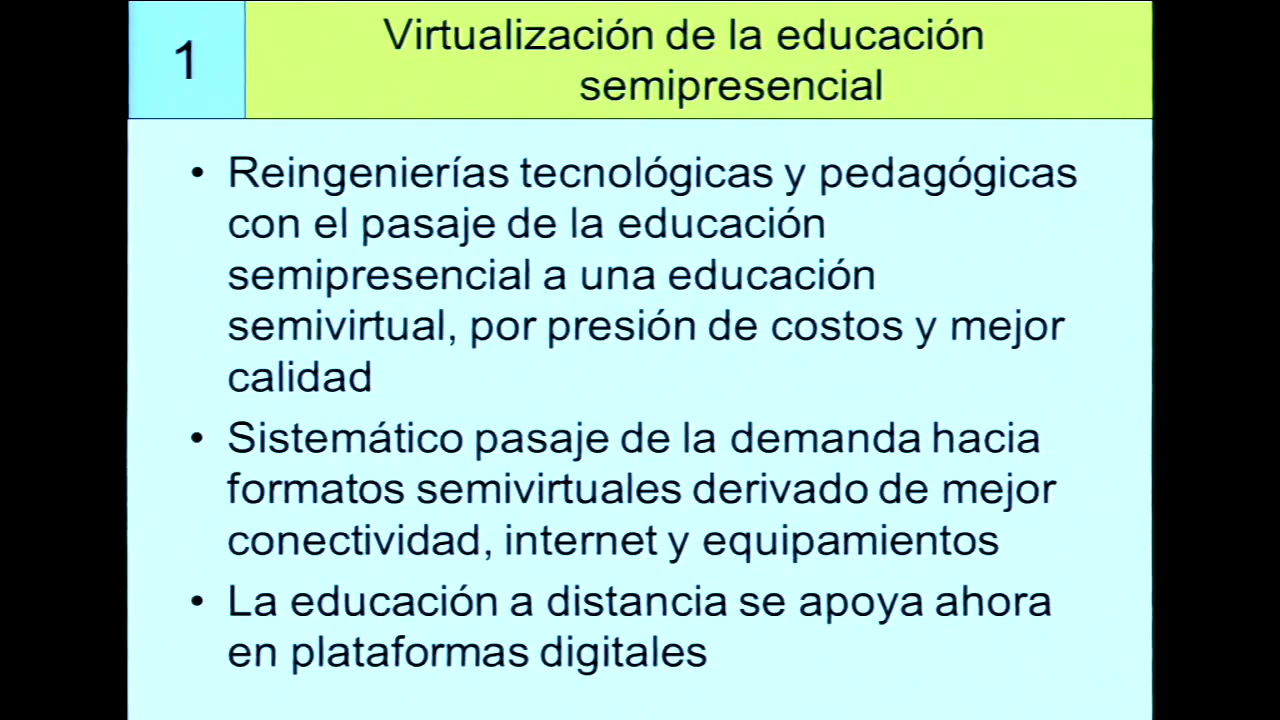 1
Virtualización de la educación
semipresencial
• Reingenierías tecnológicas y pedagógicas
con el pasaje de la educación
semipresencial a una educación
semivirtual, por presión de costos y mejor
calidad
• Sistemático pasaje de la demanda hacia
formatos semivirtuales derivado de mejor
conectividad, internet y equipamientos
• La educación a distancia se apoya ahora
en plataformas digitales